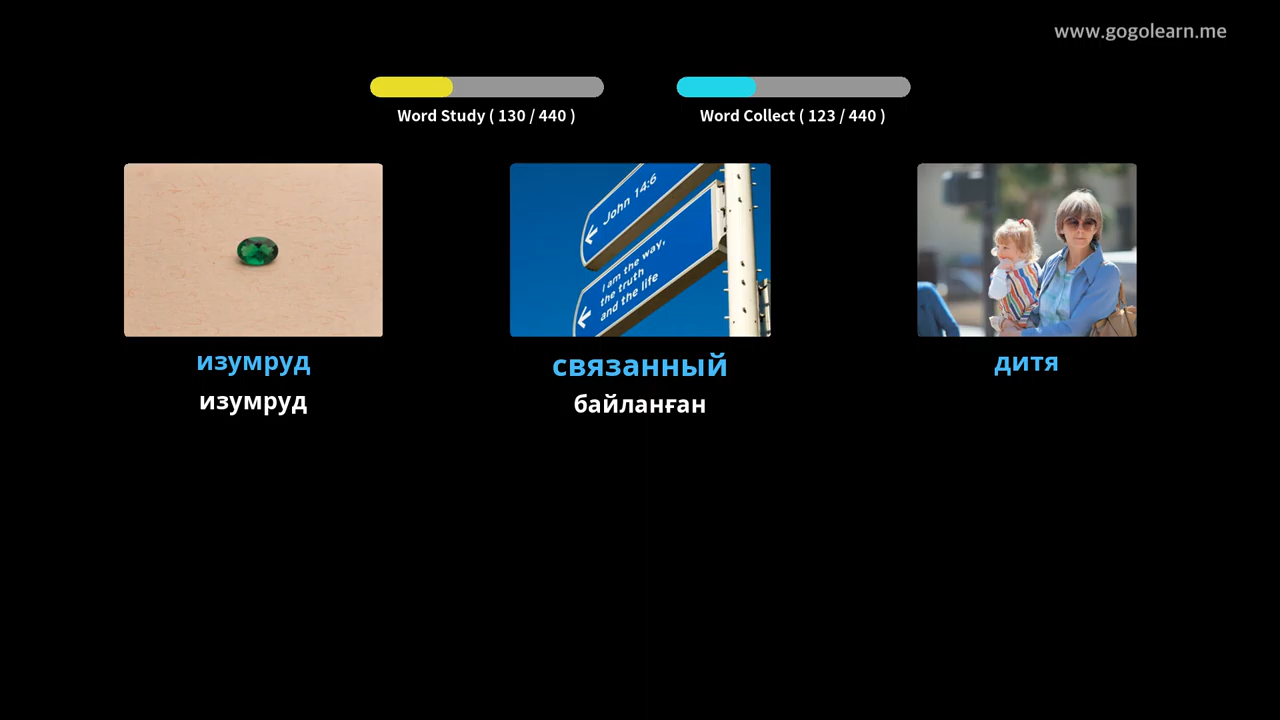 www.gogolearn.me
Word Study ( 130 / 440 )
Word Collect ( 123 / 440 )
John 14:6
I am the way,
the truth
and the life
изумруд
связанный
дитя
изумруд
байланған